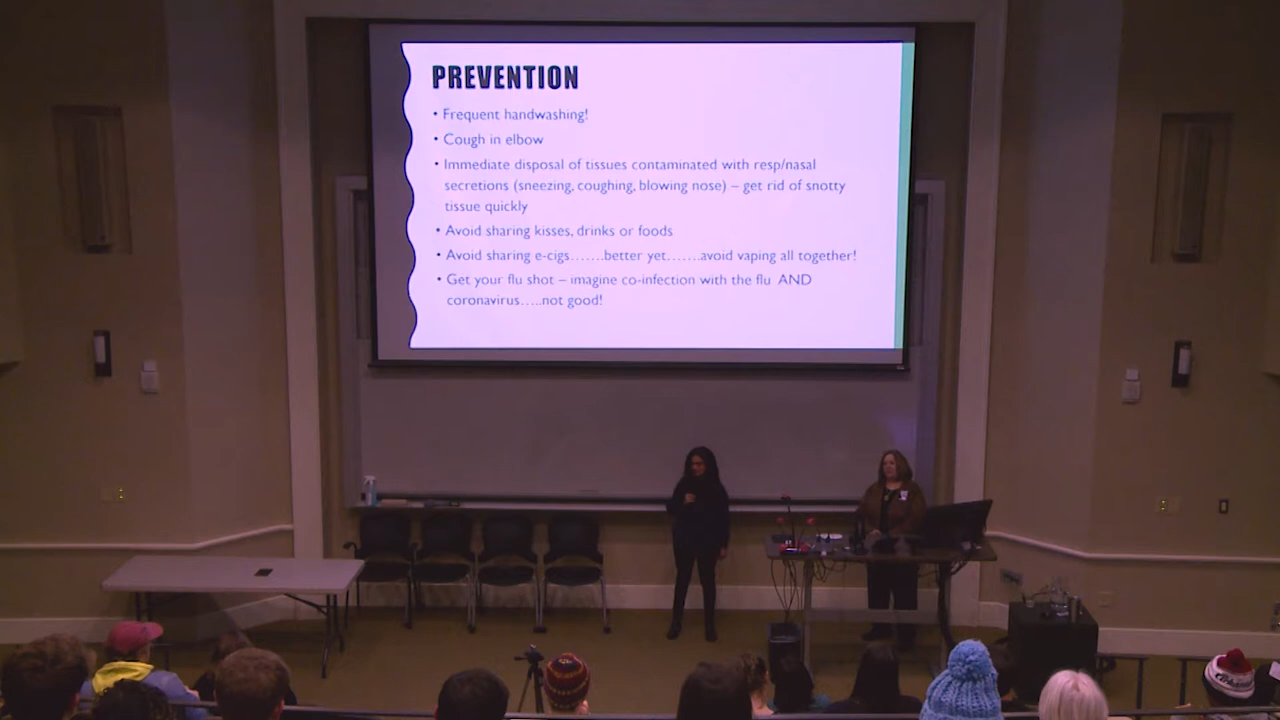 PREVENTION
• Frequent handwashing!
• Cough in elbow
• Immediate disposal of tissues contaminated with resp/nasal
secretions (sneezing, coughing, blowing nose) – get rid of snotty
tissue quickly
• Avoid sharing kisses, drinks or foods
• Avoid sharing e-cigs…….better yet…….avoid vaping all together!
• Get your flu shot – imagine co-infection with the flu AND
coronavirus…..not good!